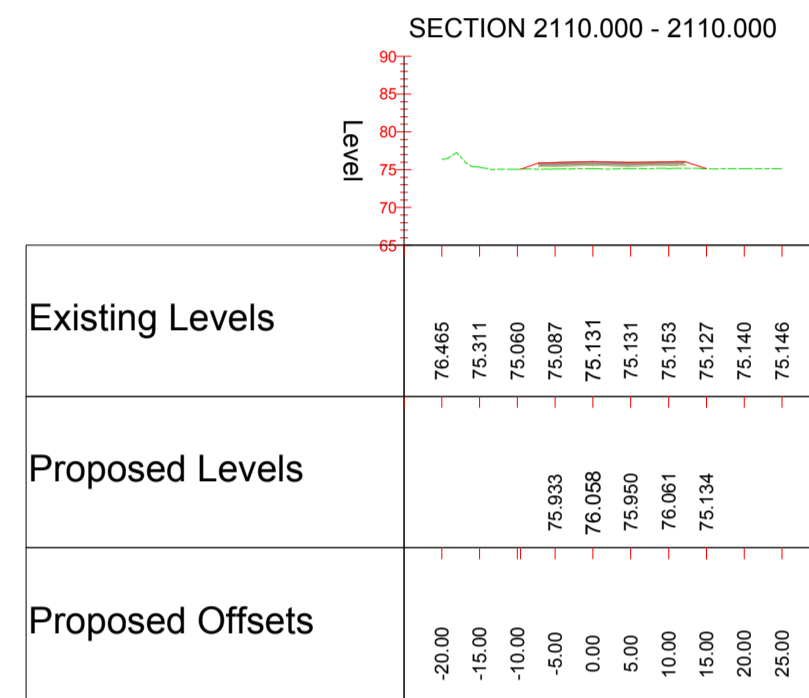 SECTION 2110.000 - 2110.000
90
85
80
75
70
65
Level
Existing Levels
76.465 75.311 75.060 75.087 75.131 75.131 75.153 75.127 75.140 75.146
Proposed Levels
75.933 76.058 75.950 76.061 75.134
Proposed Offsets
-20.00 -15.00 -10.00 -5.00 0.00 5.00 10.00 15.00 20.00 25.00